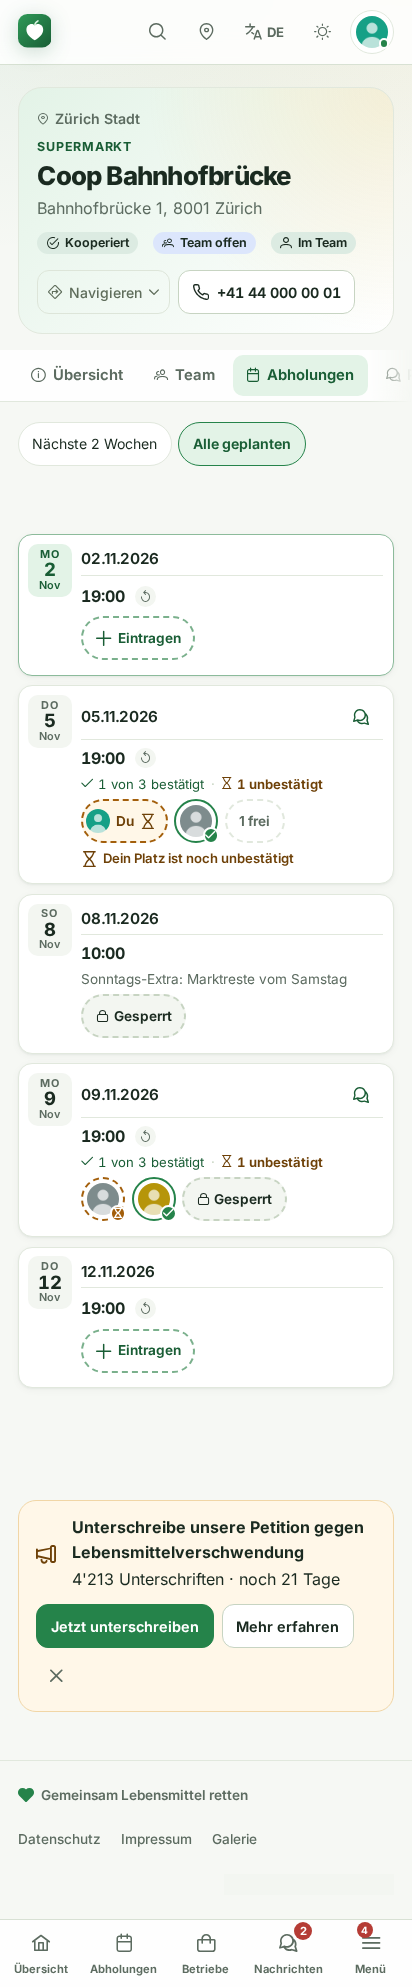 DE
Zürich Stadt
SUPERMARKT
Coop Bahnhofbrücke
Bahnhofbrücke 1, 8001 Zürich
Kooperiert Team offen Im Team
Navigieren +41 44 000 00 01
Übersicht Team Abholungen
Nächste 2 Wochen Alle geplanten
MO
2
Nov
02.11.2026
19:00
Eintragen
DO
5
Nov
05.11.2026
19:00
1 von 3 bestätigt · 1 unbestätigt
Du 1 frei
Dein Platz ist noch unbestätigt
SO
8
Nov
08.11.2026
10:00
Sonntags-Extra: Marktreste vom Samstag
Gesperrt
MO
9
Nov
09.11.2026
19:00
1 von 3 bestätigt · 1 unbestätigt
Gesperrt
DO
12
Nov
12.11.2026
19:00
Eintragen
Unterschreibe unsere Petition gegen
Lebensmittelverschwendung
4'213 Unterschriften · noch 21 Tage
Jetzt unterschreiben Mehr erfahren
Gemeinsam Lebensmittel retten
Datenschutz Impressum Galerie
2 4
Übersicht Abholungen Betriebe Nachrichten Menü